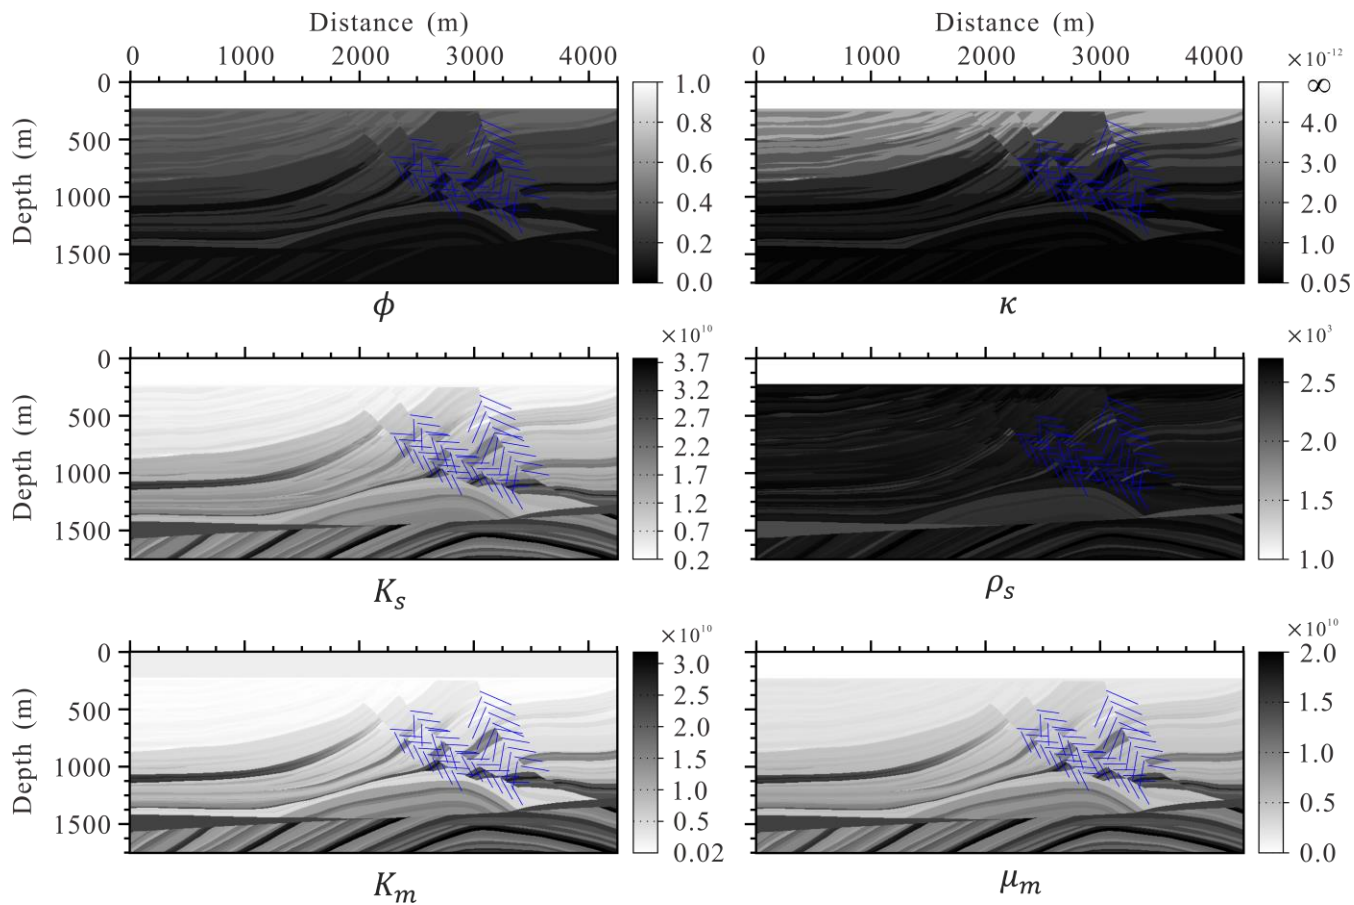 Distance (m) Distance (m)
0 1000 2000 3000 4000 0 1000 2000 3000 4000 ×10⁻¹²
0 1.0 ∞
500 0.8 4.0
Depth (m) 0.6 3.0
1000 0.4 2.0
1500 0.2 1.0
0.0 0.05
ϕ κ
×10¹⁰ ×10³
0 3.7
500 3.2 2.5
Depth (m) 2.7
2.2 2.0
1000 1.7
1.2 1.5
1500 0.7
0.2 1.0
Kₛ ρₛ
×10¹⁰ ×10¹⁰
0 3.0 2.0
500 2.5 1.5
Depth (m) 2.0
1000 1.5 1.0
1.0 0.5
1500 0.5
0.02 0.0
Kₘ μₘ